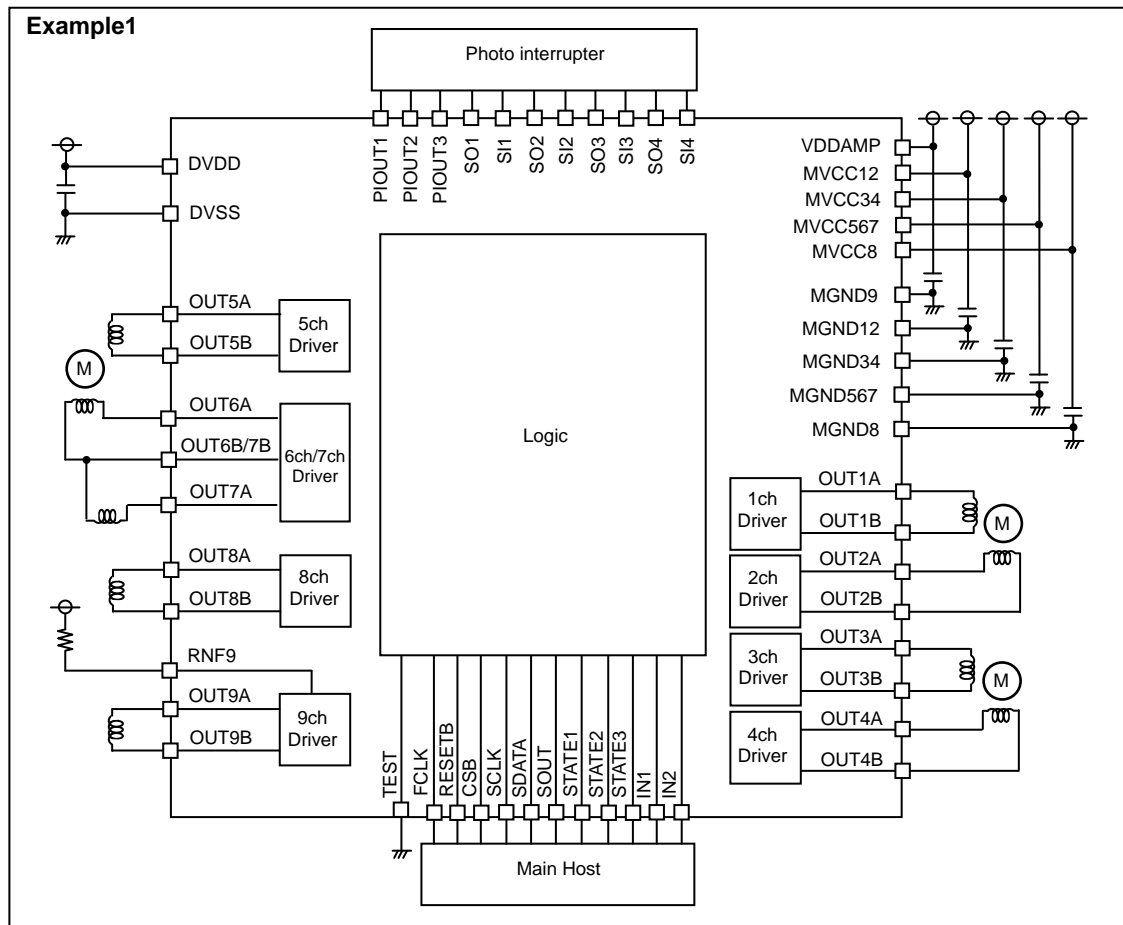 Example1
Photo interrupter
PIOUT1
PIOUT2
PIOUT3
SO1
SI1
SO2
SI2
SO3
SI3
SO4
SI4
DVDD
DVSS
VDDAMP
MVCC12
MVCC34
MVCC567
MVCC8
MGND9
MGND12
MGND34
MGND567
MGND8
OUT5A
OUT5B
5ch
Driver
M
OUT6A
OUT6B/7B
OUT7A
6ch/7ch
Driver
OUT8A
OUT8B
8ch
Driver
RNF9
OUT9A
OUT9B
9ch
Driver
Logic
1ch
Driver
OUT1A
OUT1B
M
2ch
Driver
OUT2A
OUT2B
3ch
Driver
OUT3A
OUT3B
M
4ch
Driver
OUT4A
OUT4B
TEST
FCLK
RESETB
CSB
SCLK
SDATA
SOUT
STATE1
STATE2
STATE3
IN1
IN2
Main Host